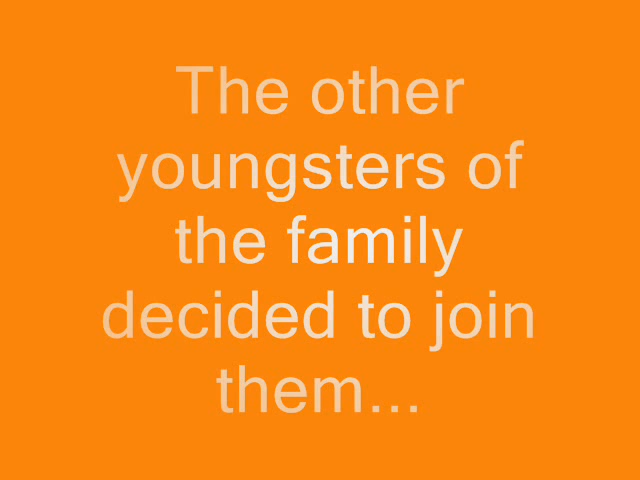 The other
youngsters of
the family
decided to join
them...